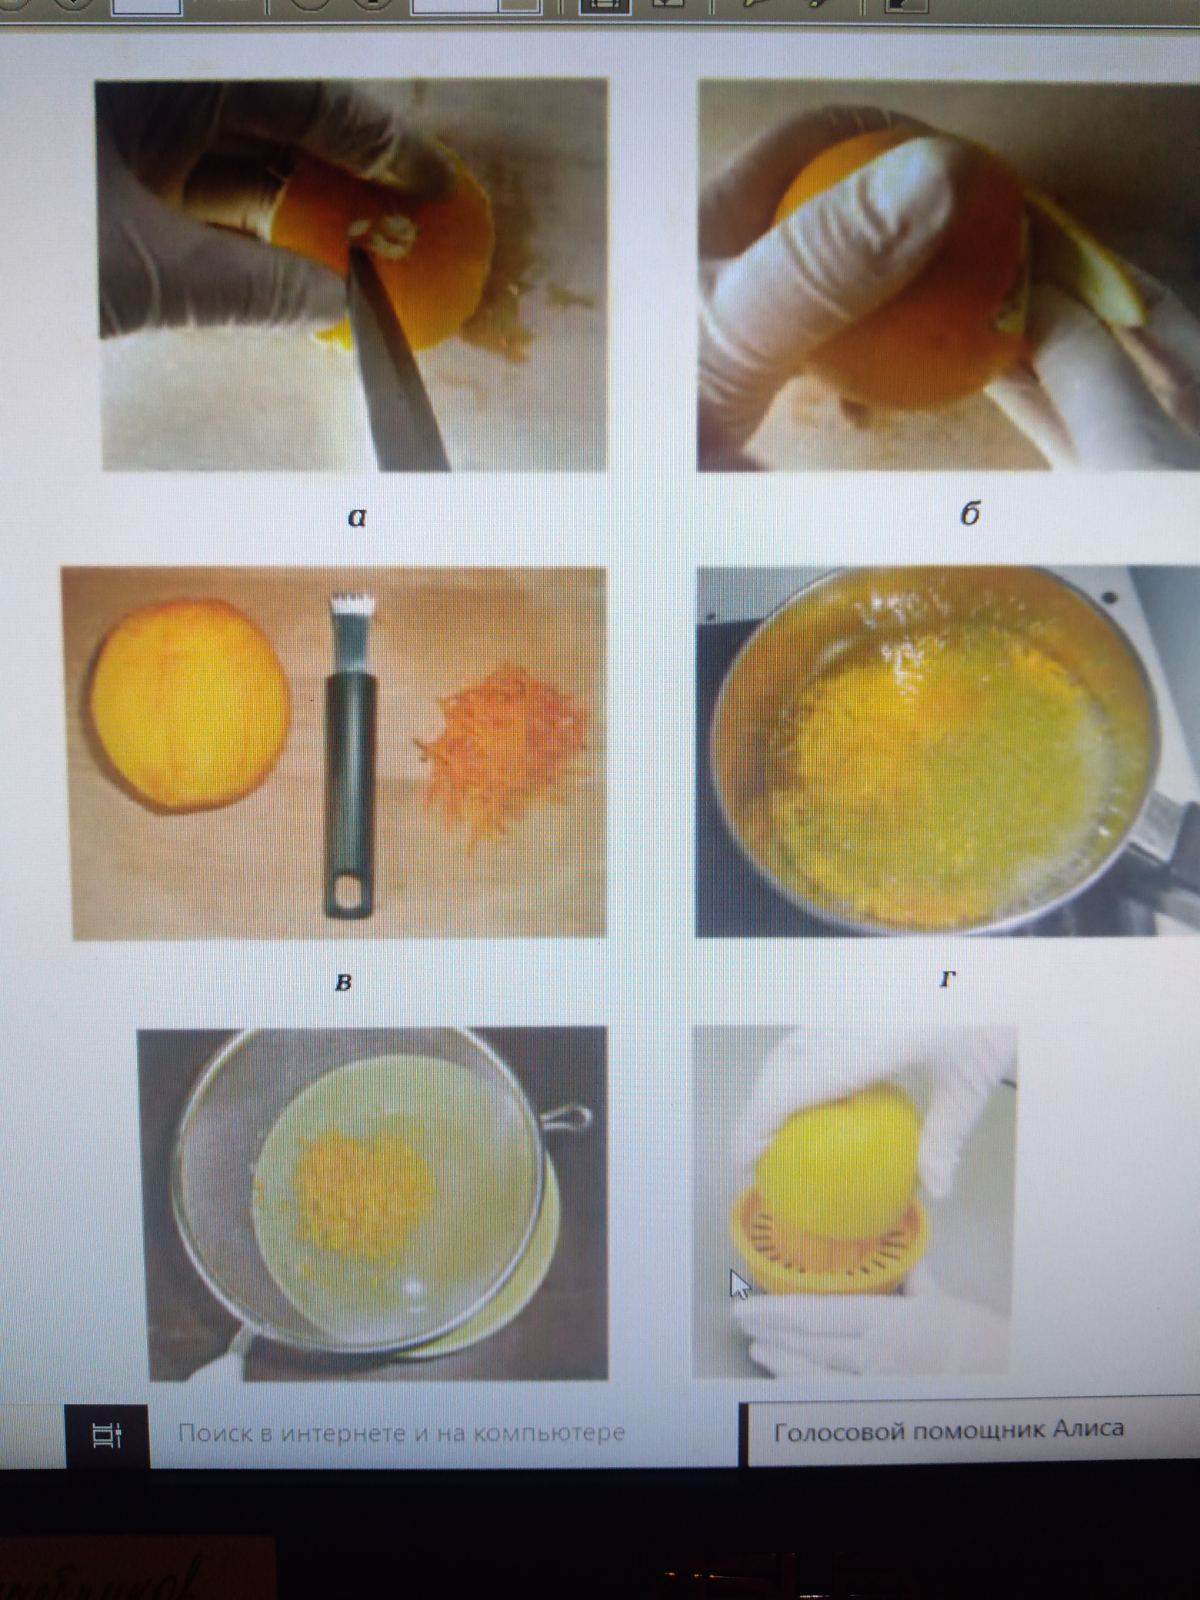 а
б
в
г
Поиск в интернете и на компьютере
Голосовой помощник Алиса